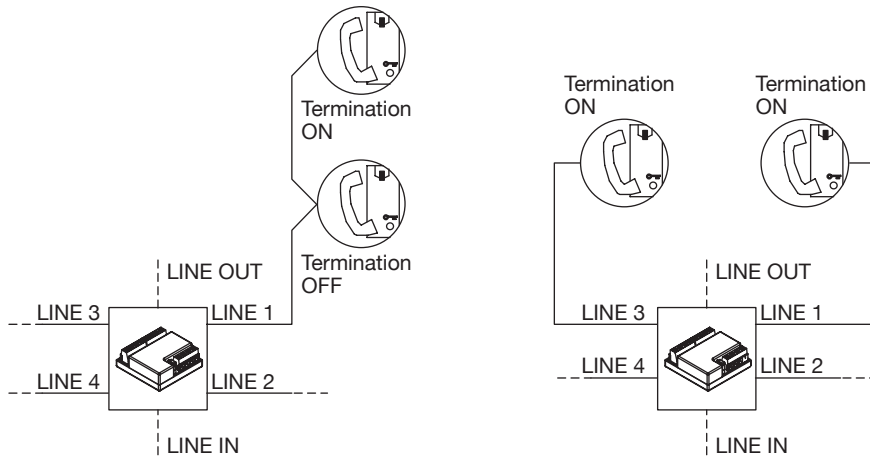 Termination
ON
Termination
OFF
LINE OUT
LINE 3
LINE 1
LINE 4
LINE 2
LINE IN
Termination
ON
Termination
ON
LINE OUT
LINE 3
LINE 1
LINE 4
LINE 2
LINE IN